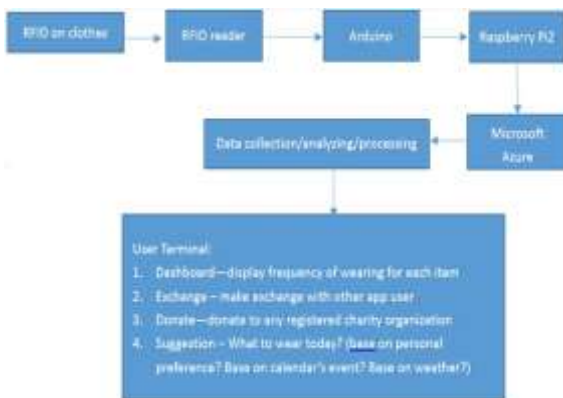 RFID on clothes
RFID reader
Arduino
Raspberry Pi2
Microsoft
Azure
Data collection/analyzing/processing
User Terminal:
1. Dashboard—display frequency of wearing for each item
2. Exchange – make exchange with other app user
3. Donate—donate to any registered charity organization
4. Suggestion – What to wear today? (base on personal
preference? Base on calendar's event? Base on weather?)